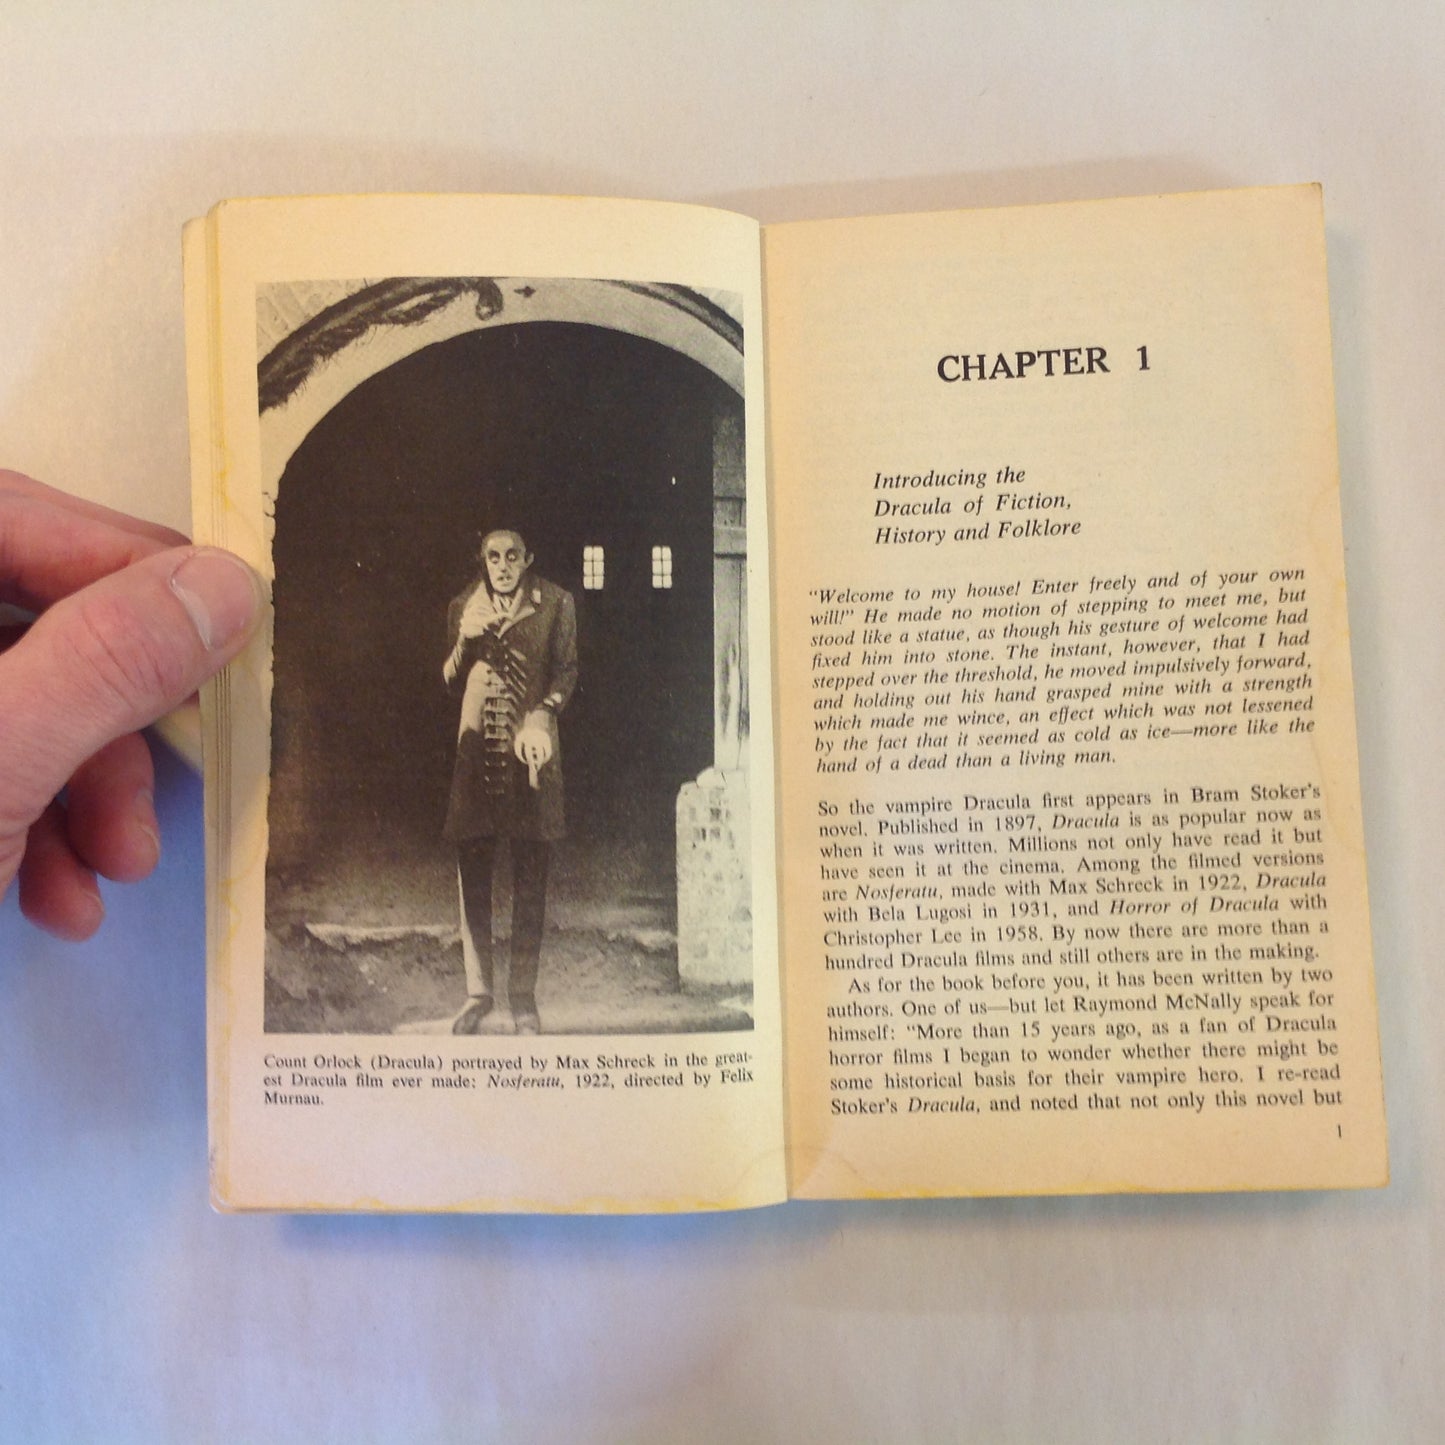 Count Orlock (Dracula) portrayed by Max Schreck in the great-
est Dracula film ever made: Nosferatu, 1922, directed by Felix
Murnau.
CHAPTER 1
Introducing the
Dracula of Fiction,
History and Folklore
"Welcome to my house! Enter freely and of your own
will!" He made no motion of stepping to meet me, but
stood like a statue, as though his gesture of welcome had
fixed him into stone. The instant, however, that I had
stepped over the threshold, he moved impulsively forward,
and holding out his hand grasped mine with a strength
which made me wince, an effect which was not lessened
by the fact that it seemed as cold as ice—more like the
hand of a dead than a living man.
So the vampire Dracula first appears in Bram Stoker's
novel. Published in 1897, Dracula is as popular now as
when it was written. Millions not only have read it but
have seen it at the cinema. Among the filmed versions
are Nosferatu, made with Max Schreck in 1922, Dracula
with Bela Lugosi in 1931, and Horror of Dracula with
Christopher Lee in 1958. By now there are more than a
hundred Dracula films and still others are in the making.
As for the book before you, it has been written by two
authors. One of us—but let Raymond McNally speak for
himself: "More than 15 years ago, as a fan of Dracula
horror films I began to wonder whether there might be
some historical basis for their vampire hero. I re-read
Stoker's Dracula, and noted that not only this novel but
1